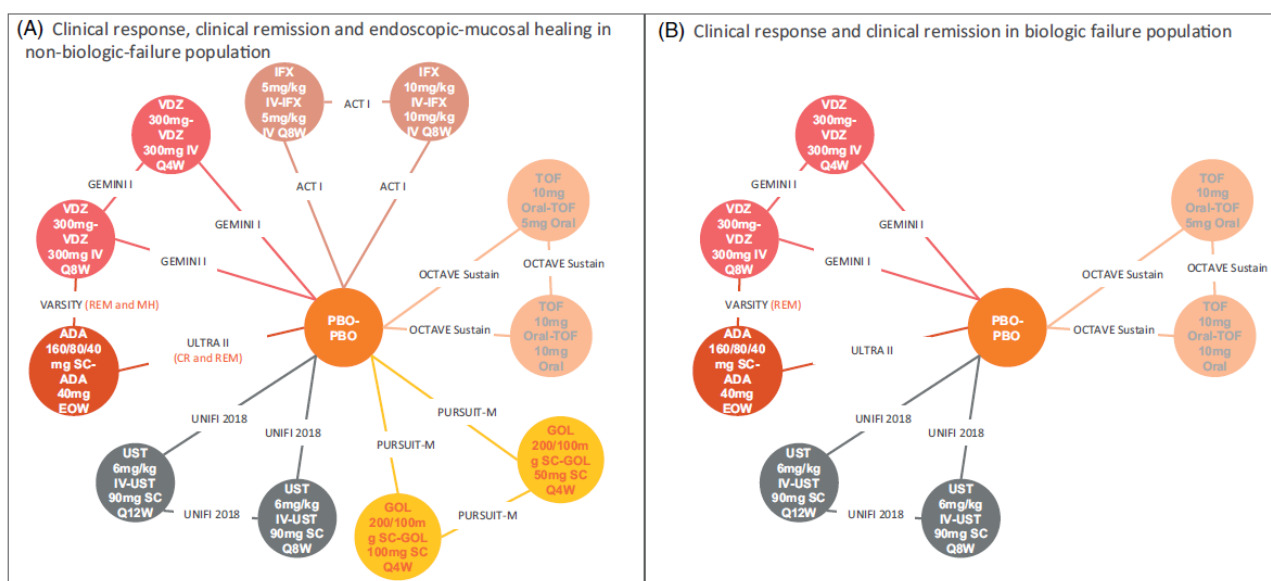 (A) Clinical response, clinical remission and endoscopic-mucosal healing in
non-biologic-failure population
IFX
5mg/kg
IV-IFX
5mg/kg
IV Q8W
ACT I
IFX
10mg/kg
IV-IFX
10mg/kg
IV Q8W
VDZ
300mg-
VDZ
300mg IV
Q4W
GEMINI I
ACT I
ACT I
GEMINI I
TOF
10mg
Oral-TOF
5mg Oral
VDZ
300mg-
VDZ
300mg IV
Q8W
GEMINI I
OCTAVE Sustain
OCTAVE Sustain
VARSITY (REM and MH)
PBO-
PBO
OCTAVE Sustain
TOF
10mg
Oral-TOF
10mg
Oral
ADA
160/80/40
mg SC-
ADA
40mg
EOW
ULTRA II
(CR and REM)
UNIFI 2018
UNIFI 2018
PURSUIT-M
PURSUIT-M
GOL
200/100m
g SC-GOL
50mg SC
Q4W
UST
6mg/kg
IV-UST
90mg SC
Q12W
UNIFI 2018
UST
6mg/kg
IV-UST
90mg SC
Q8W
GOL
200/100m
g SC-GOL
100mg SC
Q4W
PURSUIT-M
(B) Clinical response and clinical remission in biologic failure population
VDZ
300mg-
VDZ
300mg IV
Q4W
GEMINI I
GEMINI I
TOF
10mg
Oral-TOF
5mg Oral
VDZ
300mg-
VDZ
300mg IV
Q8W
GEMINI I
OCTAVE Sustain
OCTAVE Sustain
VARSITY (REM)
PBO-
PBO
OCTAVE Sustain
TOF
10mg
Oral-TOF
10mg
Oral
ADA
160/80/40
mg SC-
ADA
40mg
EOW
ULTRA II
UNIFI 2018
UNIFI 2018
UST
6mg/kg
IV-UST
90mg SC
Q12W
UNIFI 2018
UST
6mg/kg
IV-UST
90mg SC
Q8W